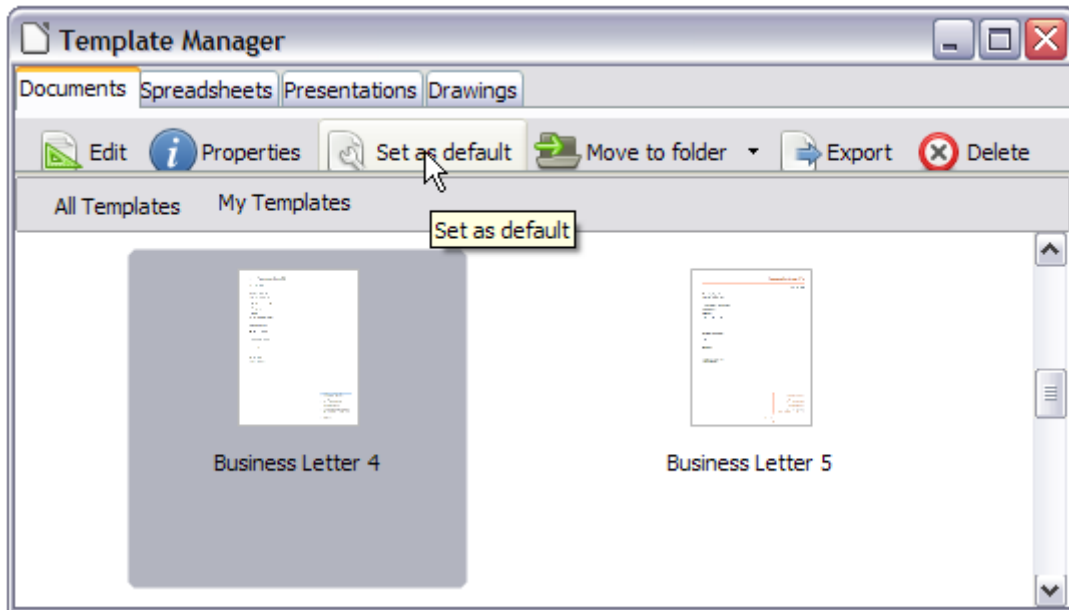 Template Manager
Documents Spreadsheets Presentations Drawings
Edit Properties Set as default Move to folder Export Delete
All Templates My Templates
Set as default
Business Letter 4 Business Letter 5